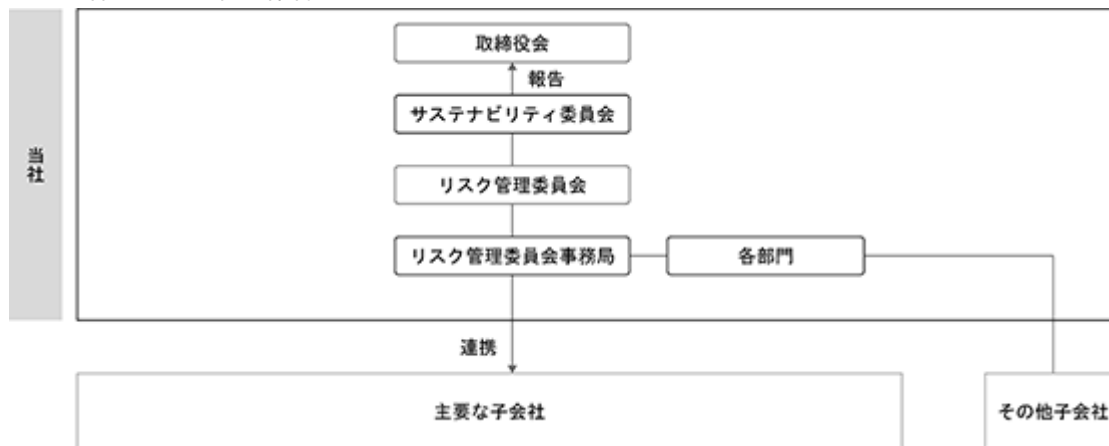 取締役会
報告
サステナビリティ委員会
当社
リスク管理委員会
リスク管理委員会事務局
各部門
連携
主要な子会社
その他子会社